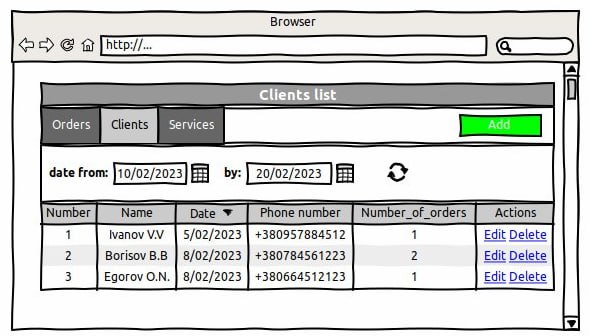 Browser
http://...
Clients list
Orders Clients Services Add
date from: 10/02/2023 by: 20/02/2023
Number Name Date Phone number Number_of_orders Actions
1 Ivanov V.V 5/02/2023 +380957884512 1 Edit Delete
2 Borisov B.B 8/02/2023 +380784561223 2 Edit Delete
3 Egorov O.N. 8/02/2023 +380664512123 1 Edit Delete